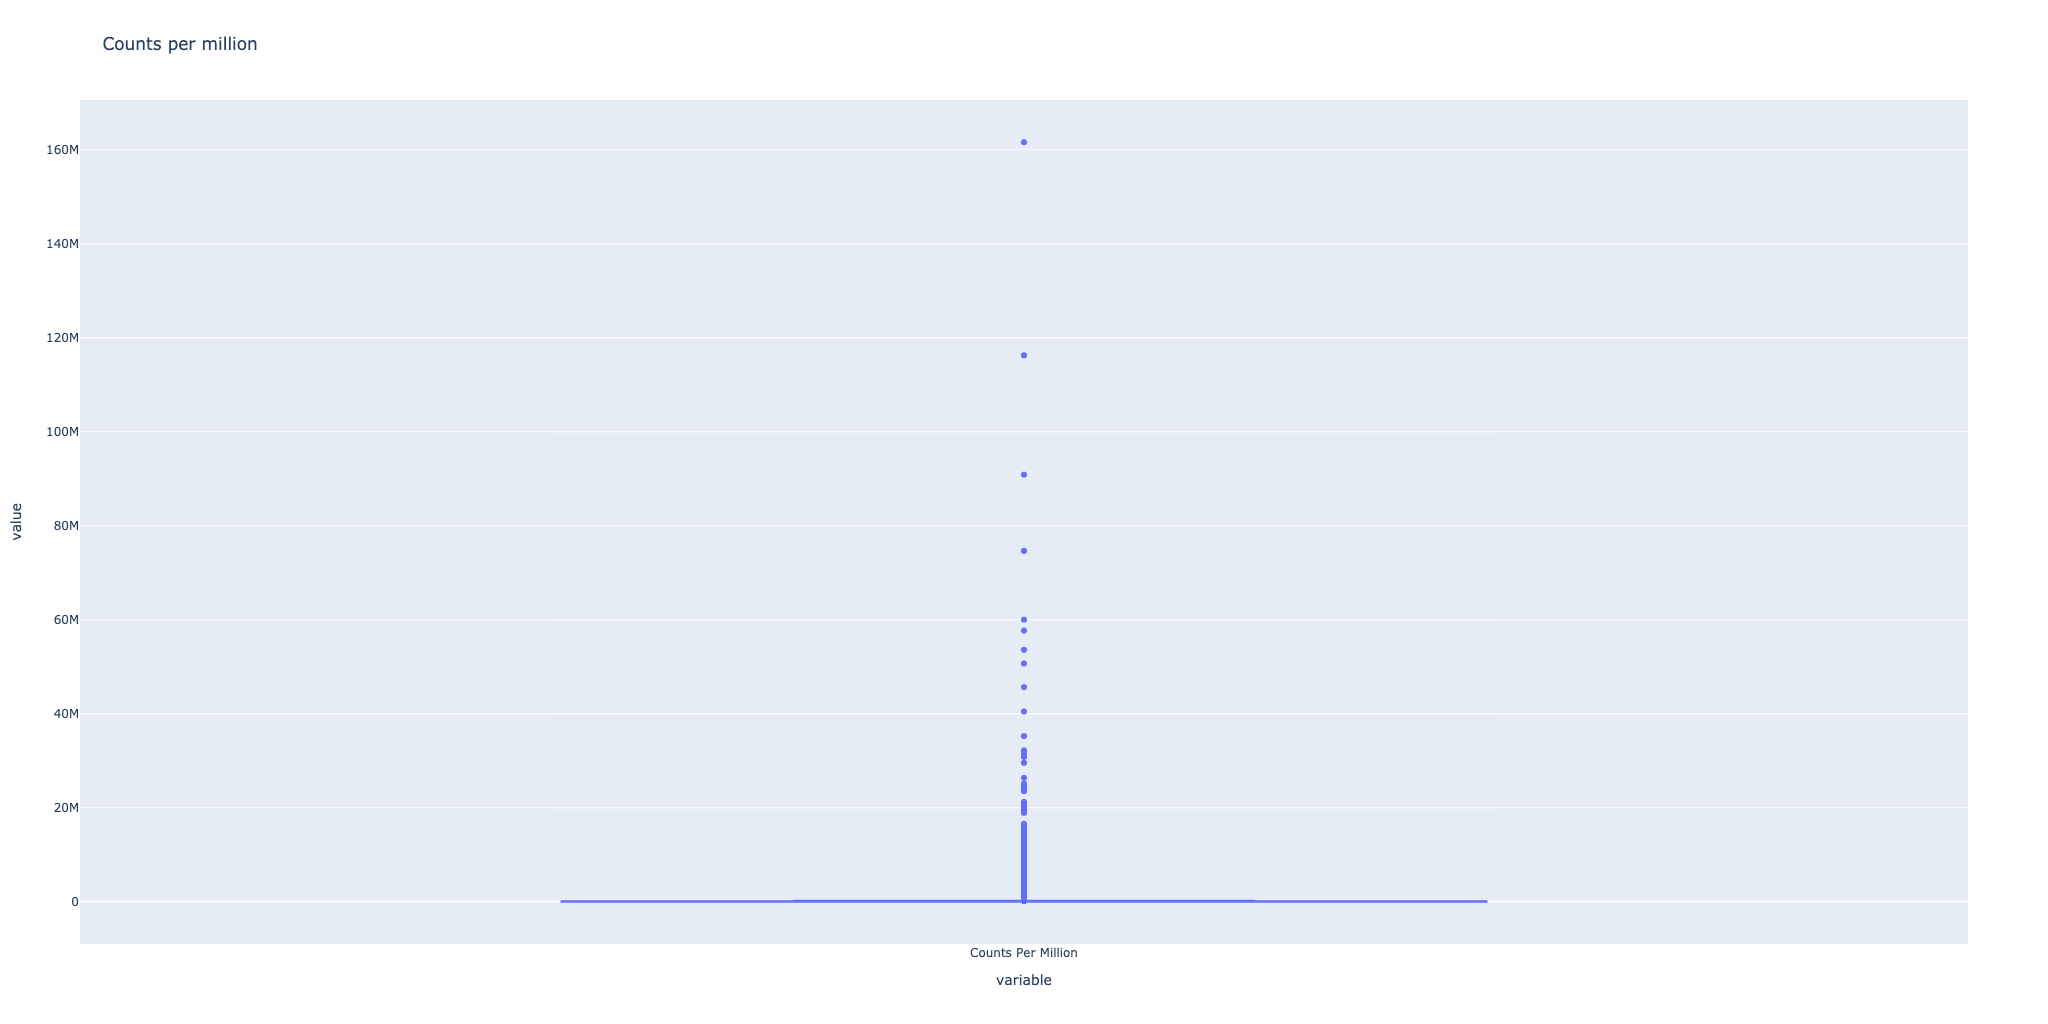 Counts per million
160M
140M
120M
100M
80M
60M
40M
20M
0
value
Counts Per Million
variable